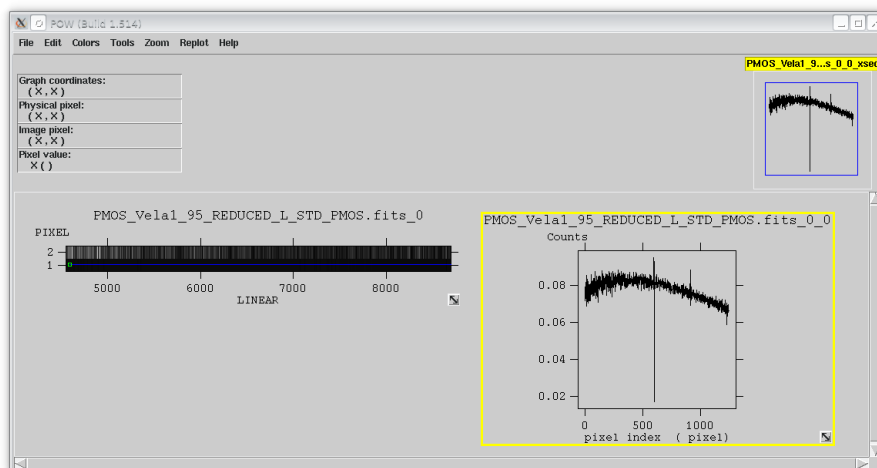 POW (Build 1.514)
File Edit Colors Tools Zoom Replot Help
PMOS_Vela1_9...s_0_0_xsec
Graph coordinates:
(X,X)
Physical pixel:
(X,X)
Image pixel:
(X,X)
Pixel value:
X()
PMOS_Vela1_95_REDUCED_L_STD_PMOS.fits_0
PIXEL
2
1
5000 6000 7000 8000
LINEAR
PMOS_Vela1_95_REDUCED_L_STD_PMOS.fits_0_0
Counts
0.08
0.06
0.04
0.02
0 500 1000
pixel index ( pixel)